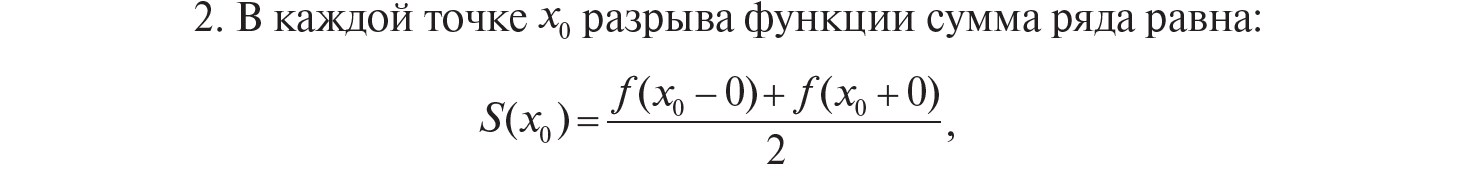 2. В каждой точке x₀ разрыва функции сумма ряда равна:
S(x₀) = (f(x₀ − 0) + f(x₀ + 0)) / 2,